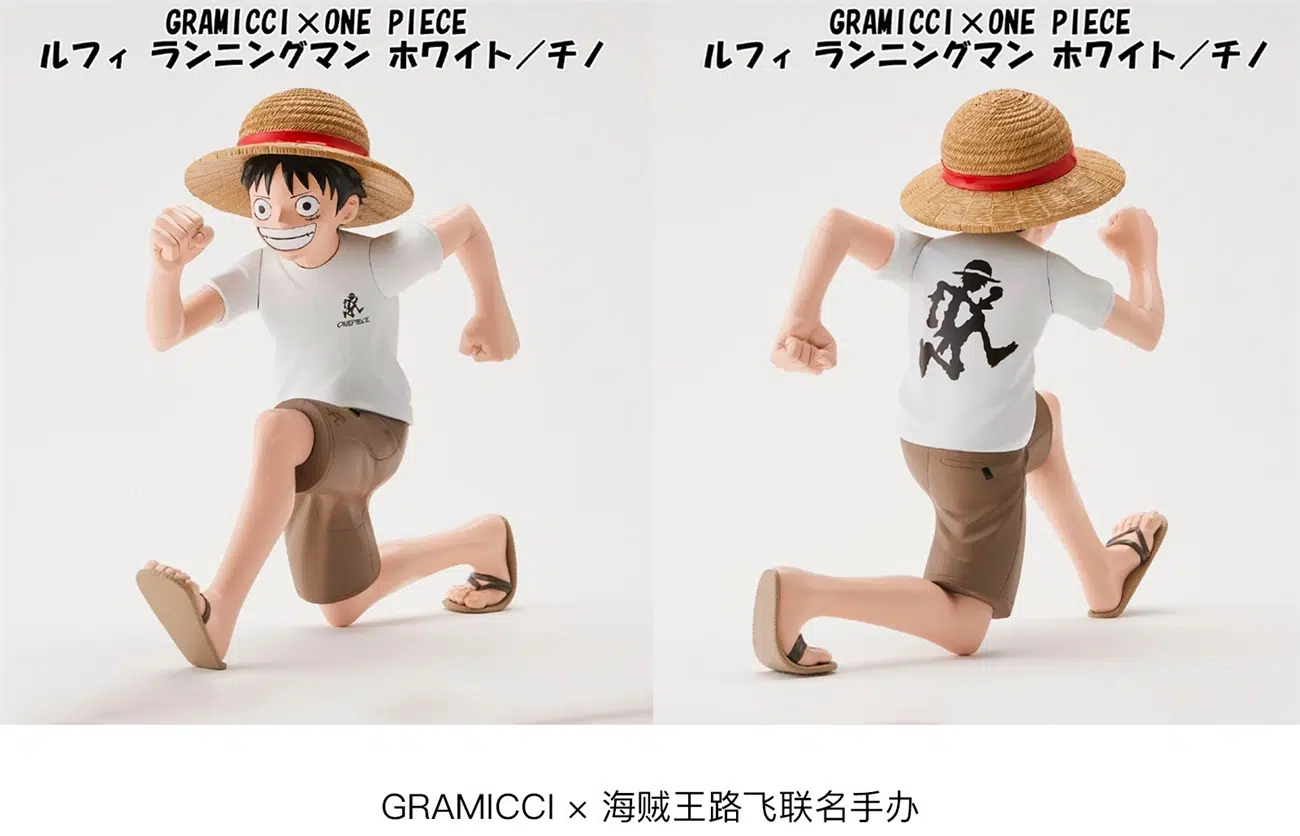 GRAMICCI×ONE PIECE
ルフィ ランニングマン ホワイト／チノ
GRAMICCI×ONE PIECE
ルフィ ランニングマン ホワイト／チノ
ONE PIECE
GRAMICCI × 海贼王路飞联名手办